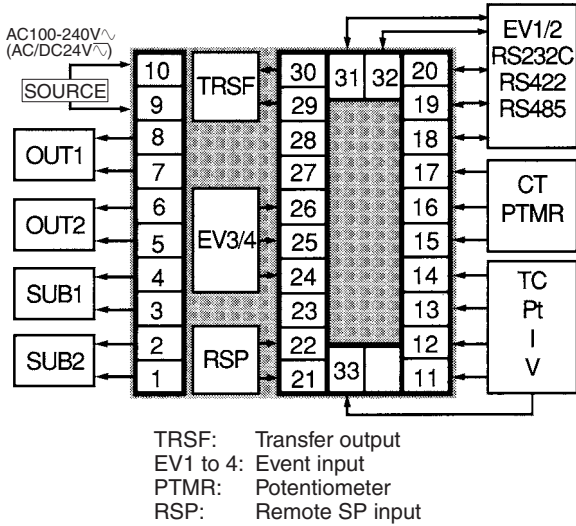 AC100-240V∿
(AC/DC24V∿)
SOURCE
OUT1
OUT2
SUB1
SUB2
10
9
8
7
6
5
4
3
2
1
TRSF
EV3/4
RSP
30
29
28
27
26
25
24
23
22
21
31 32
33
20
19
18
17
16
15
14
13
12
11
EV1/2
RS232C
RS422
RS485
CT
PTMR
TC
Pt
I
V
TRSF: Transfer output
EV1 to 4: Event input
PTMR: Potentiometer
RSP: Remote SP input